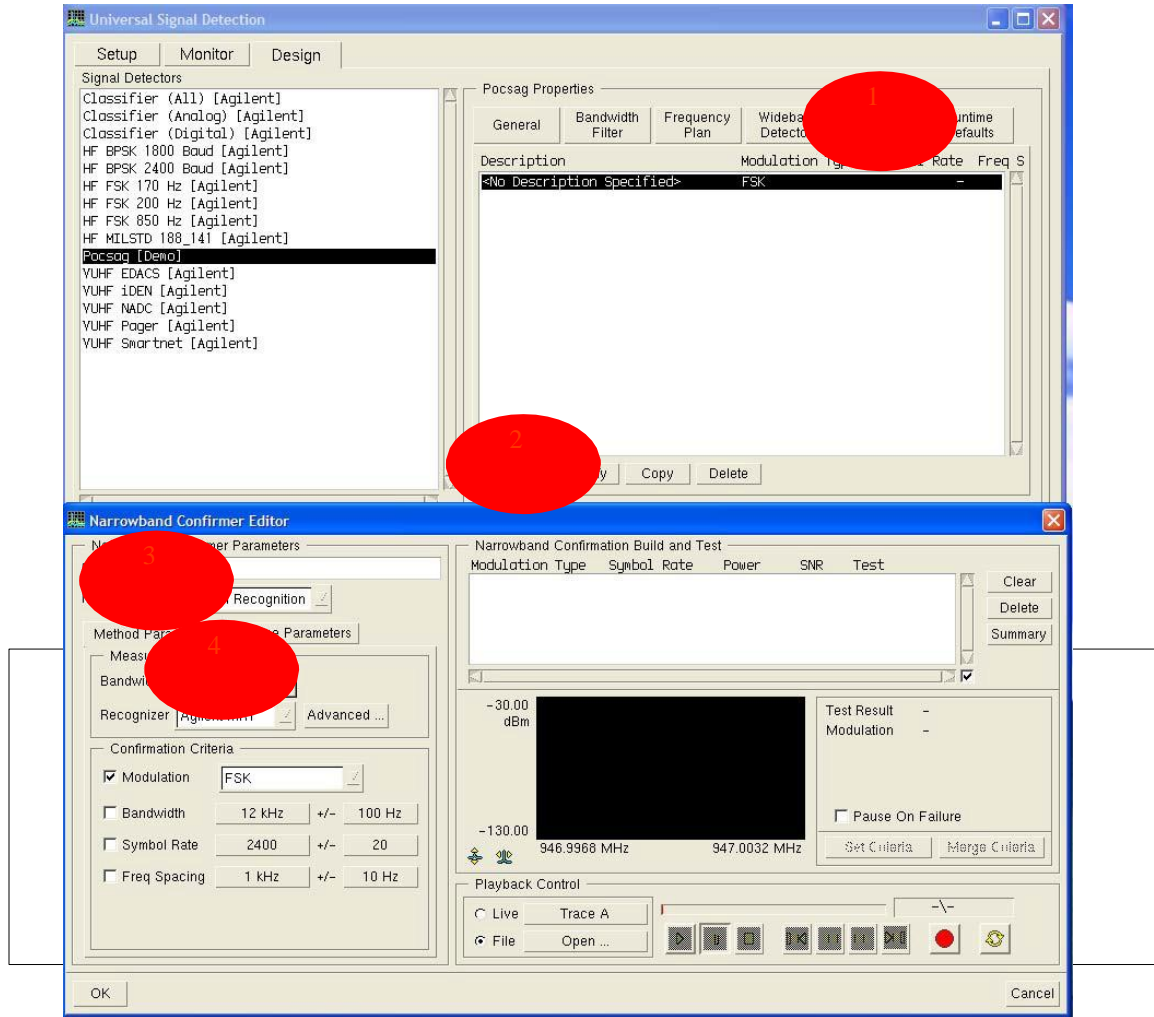 Universal Signal Detection
Setup Monitor Design
Signal Detectors
Classifier (All) [Agilent]
Classifier (Analog) [Agilent]
Classifier (Digital) [Agilent]
HF BPSK 1800 Baud [Agilent]
HF BPSK 2400 Baud [Agilent]
HF FSK 170 Hz [Agilent]
HF FSK 200 Hz [Agilent]
HF FSK 850 Hz [Agilent]
HF MILSTD 188_141 [Agilent]
Pocsag [Demo]
VUHF EDACS [Agilent]
VUHF iDEN [Agilent]
VUHF NADC [Agilent]
VUHF Pager [Agilent]
VUHF Smartnet [Agilent]
Pocsag Properties
1
General Bandwidth Filter Frequency Plan
Description Modulation Rate Freq S
<No Description Specified> FSK -
2
Copy Delete
Narrowband Confirmer Editor
Parameters
3
Recognition
Parameters
4
Recognizer Advanced ...
Confirmation Criteria
Modulation FSK
Bandwidth 12 kHz +/- 100 Hz
Symbol Rate 2400 +/- 20
Freq Spacing 1 kHz +/- 10 Hz
Narrowband Confirmation Build and Test
Modulation Type Symbol Rate Power SNR Test
Clear
Delete
Summary
-30.00
dBm
-130.00
946.9968 MHz 947.0032 MHz
Test Result -
Modulation -
Pause On Failure
Set Criteria Merge Criteria
Playback Control
Live Trace A
File Open ...
-\-
OK Cancel